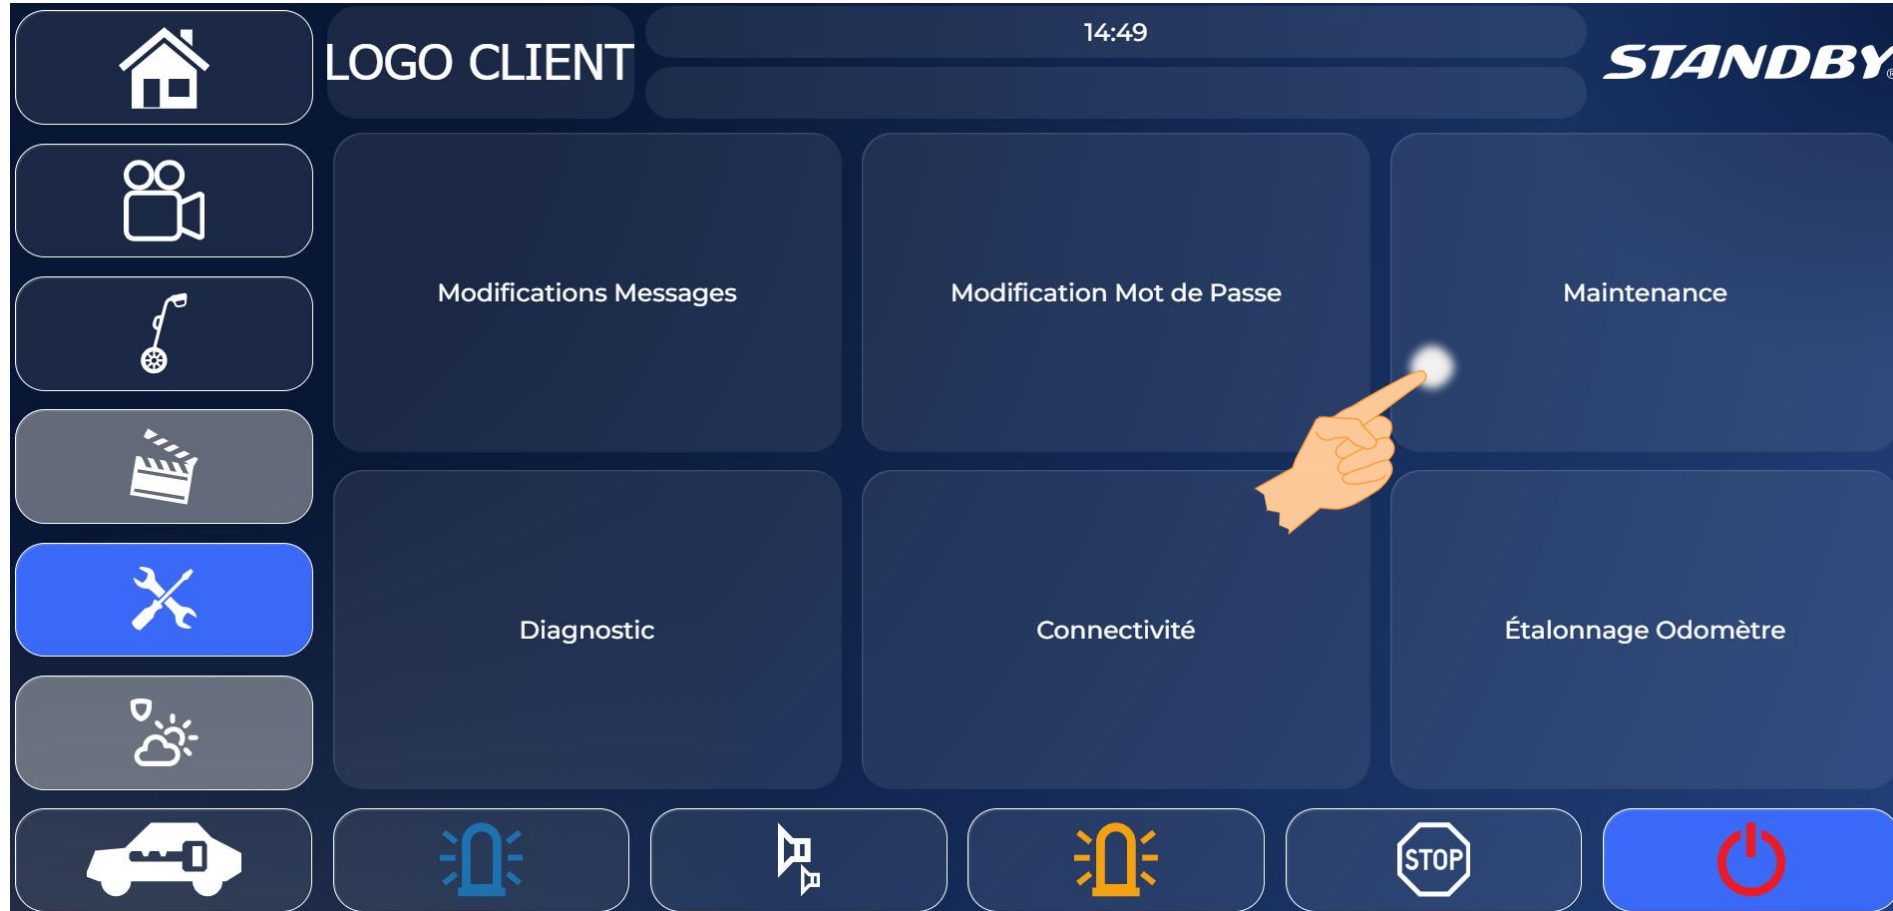 14:49
LOGO CLIENT
STANDBY®
Modifications Messages
Modification Mot de Passe
Maintenance
Diagnostic
Connectivité
Étalonnage Odomètre
STOP